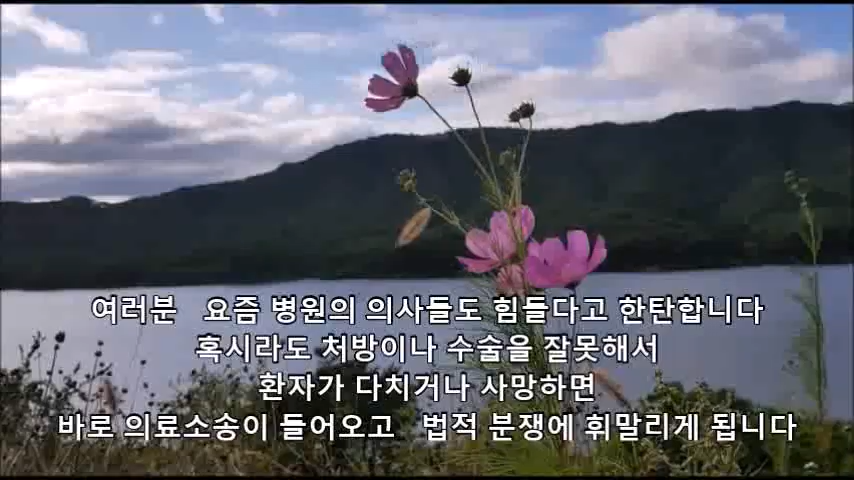 여러분 요즘 병원의 의사들도 힘들다고 한탄합니다
혹시라도 처방이나 수술을 잘못해서
환자가 다치거나 사망하면
바로 의료소송이 들어오고 법적 분쟁에 휘말리게 됩니다